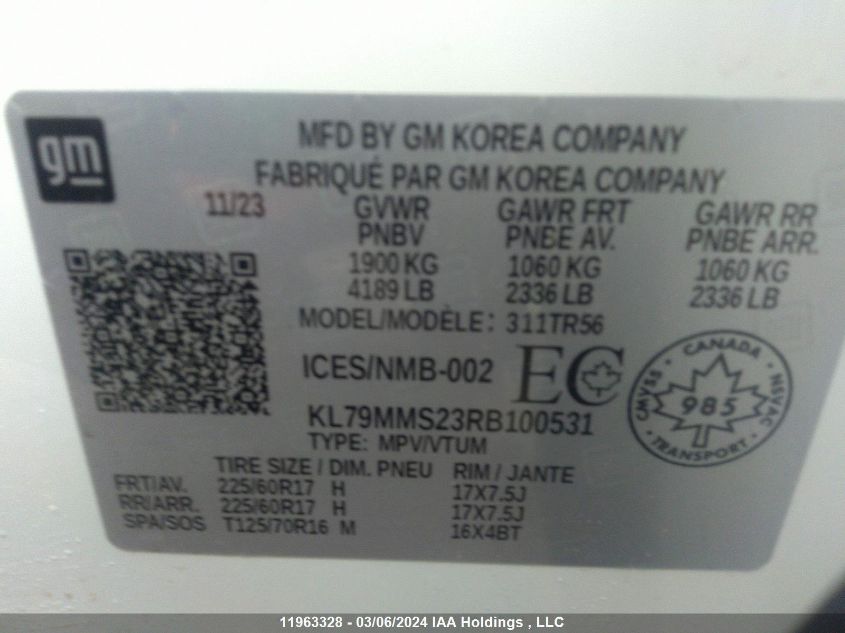 gm
MFD BY GM KOREA COMPANY
FABRIQUÉ PAR GM KOREA COMPANY
11/23 GVWR GAWR FRT GAWR RR
PNBV PNBE AV. PNBE ARR.
1900 KG 1060 KG 1060 KG
4189 LB 2336 LB 2336 LB
MODEL/MODÈLE: 311TR56
ICES/NMB-002 EC
CANADA
CMVSS 985 NSVAC
TRANSPORT
KL79MMS23RB100531
TYPE: MPV/VTUM
TIRE SIZE / DIM. PNEU RIM / JANTE
FRT/AV. 225/60R17 H 17X7.5J
RR/ARR. 225/60R17 H 17X7.5J
SPA/SOS T125/70R16 M 16X4BT
11963328 - 03/06/2024 IAA Holdings , LLC